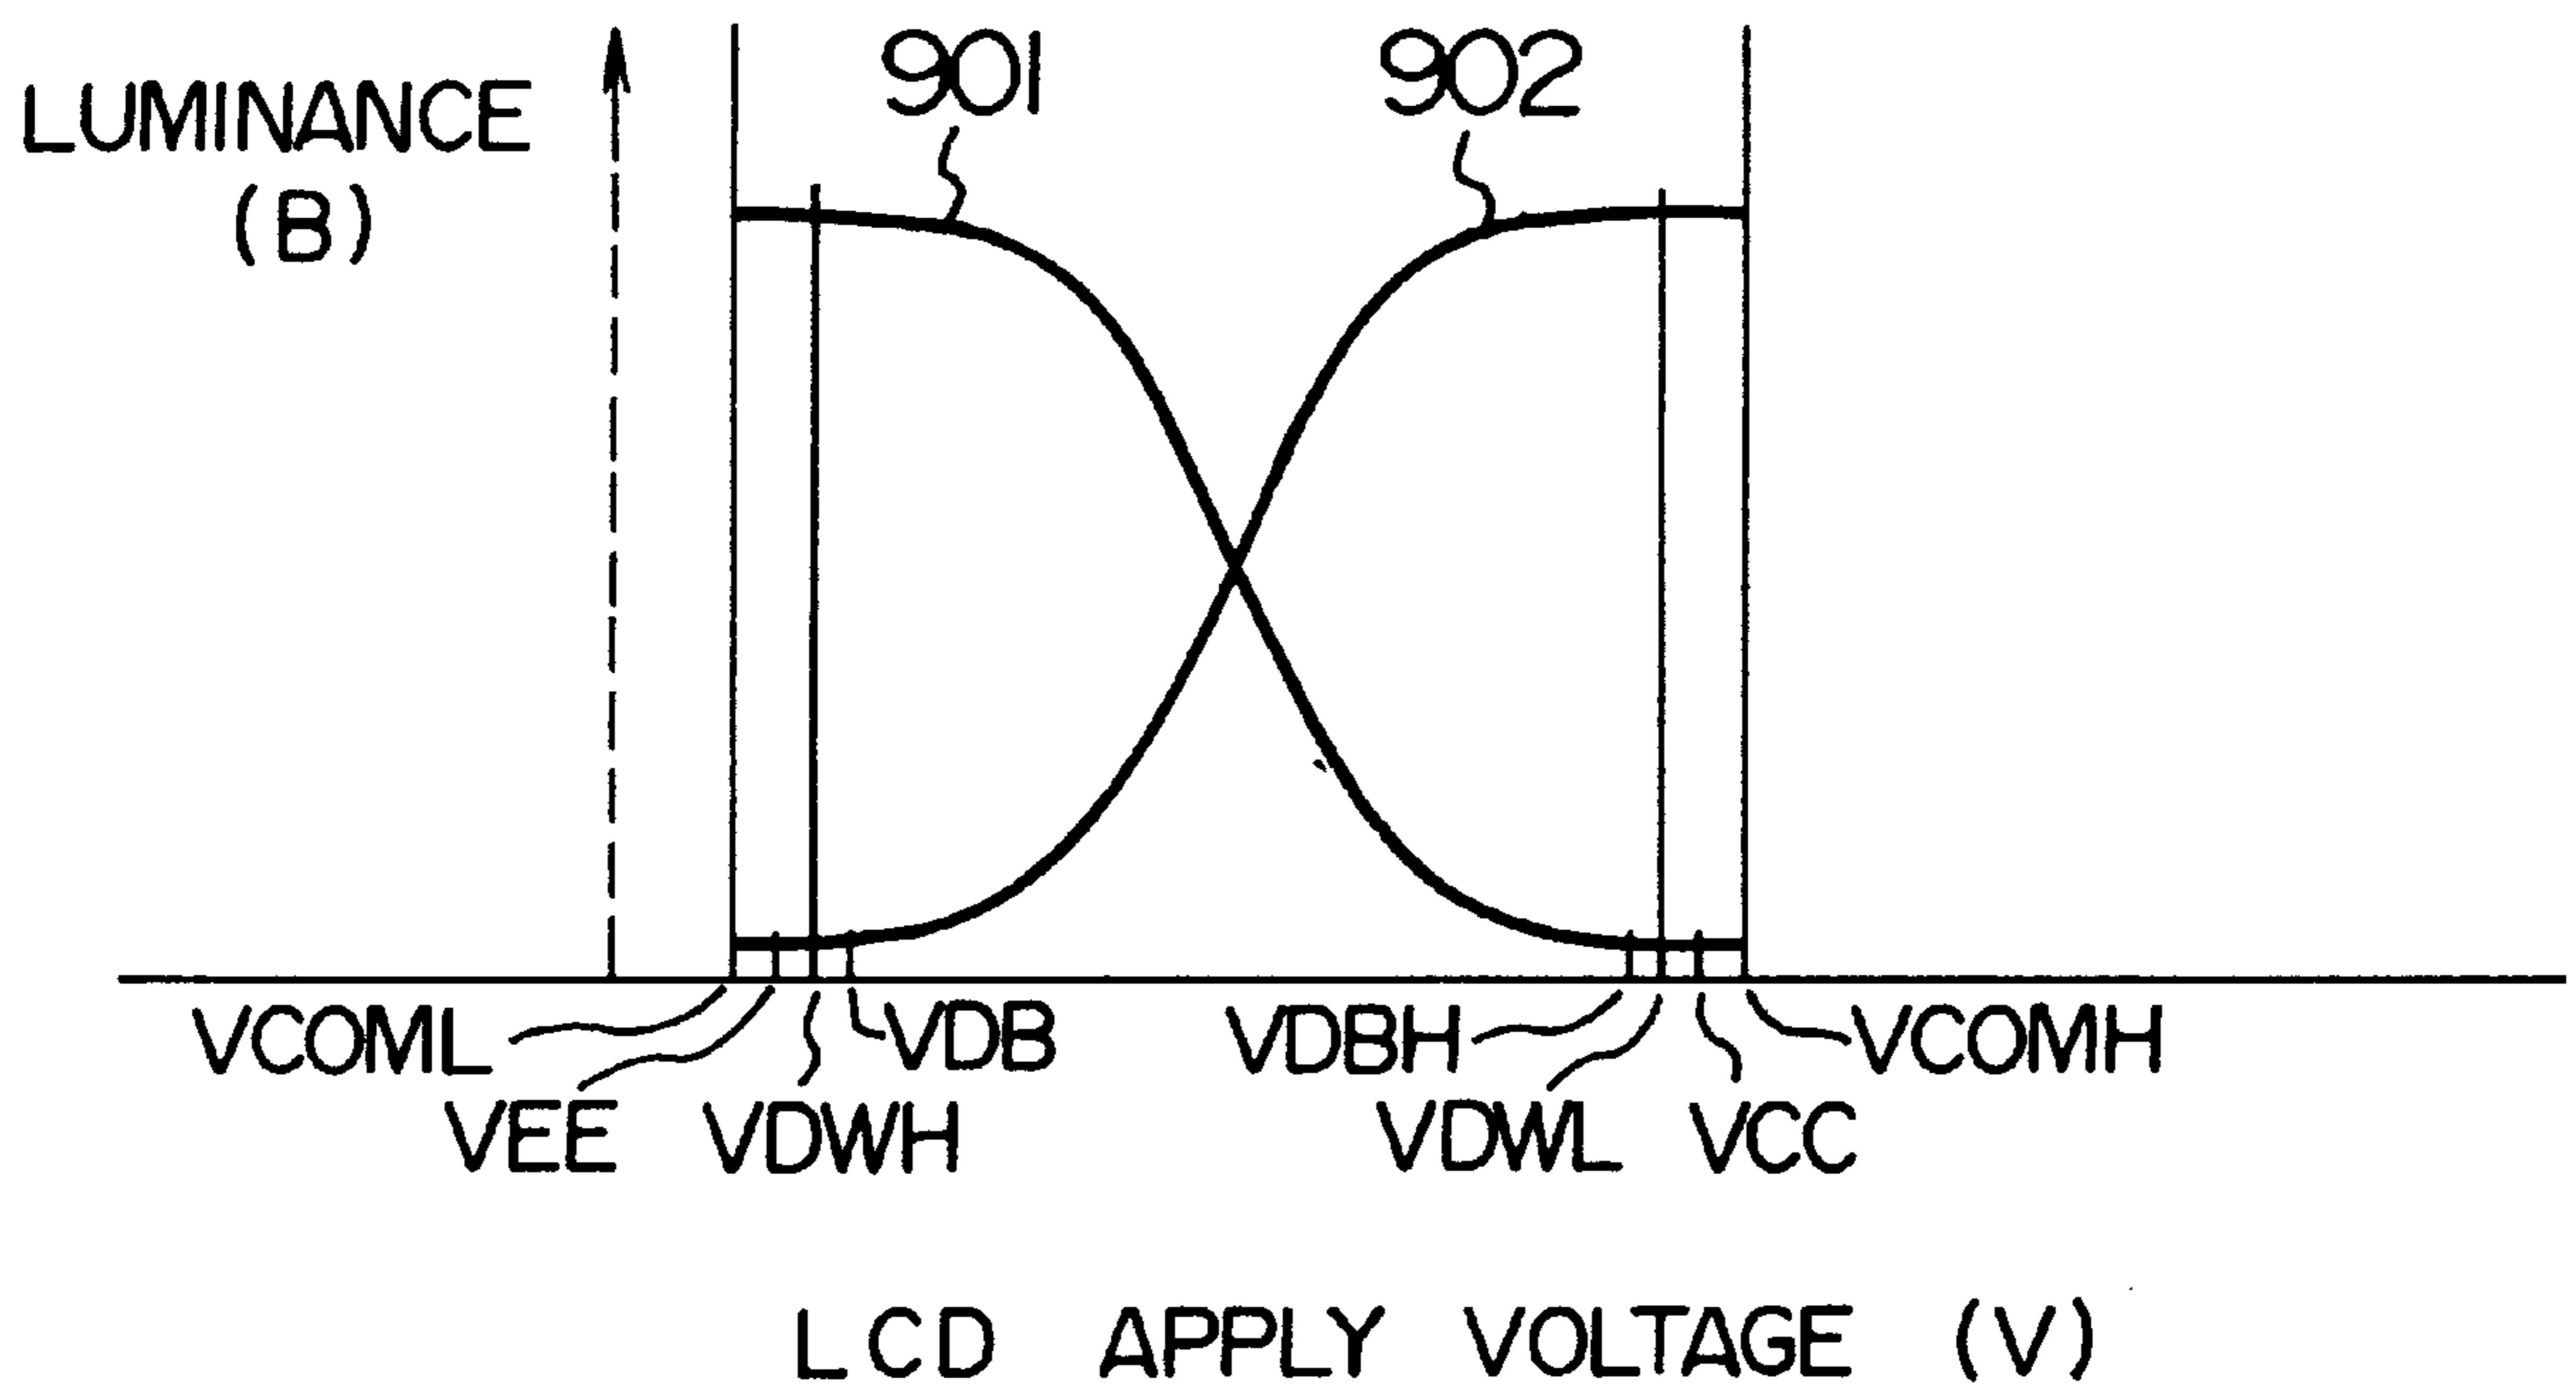 901 902
LUMINANCE
(B)
VCOML VDB VDBH VCOMH
VEE VDWH VDWL VCC
LCD APPLY VOLTAGE (V)